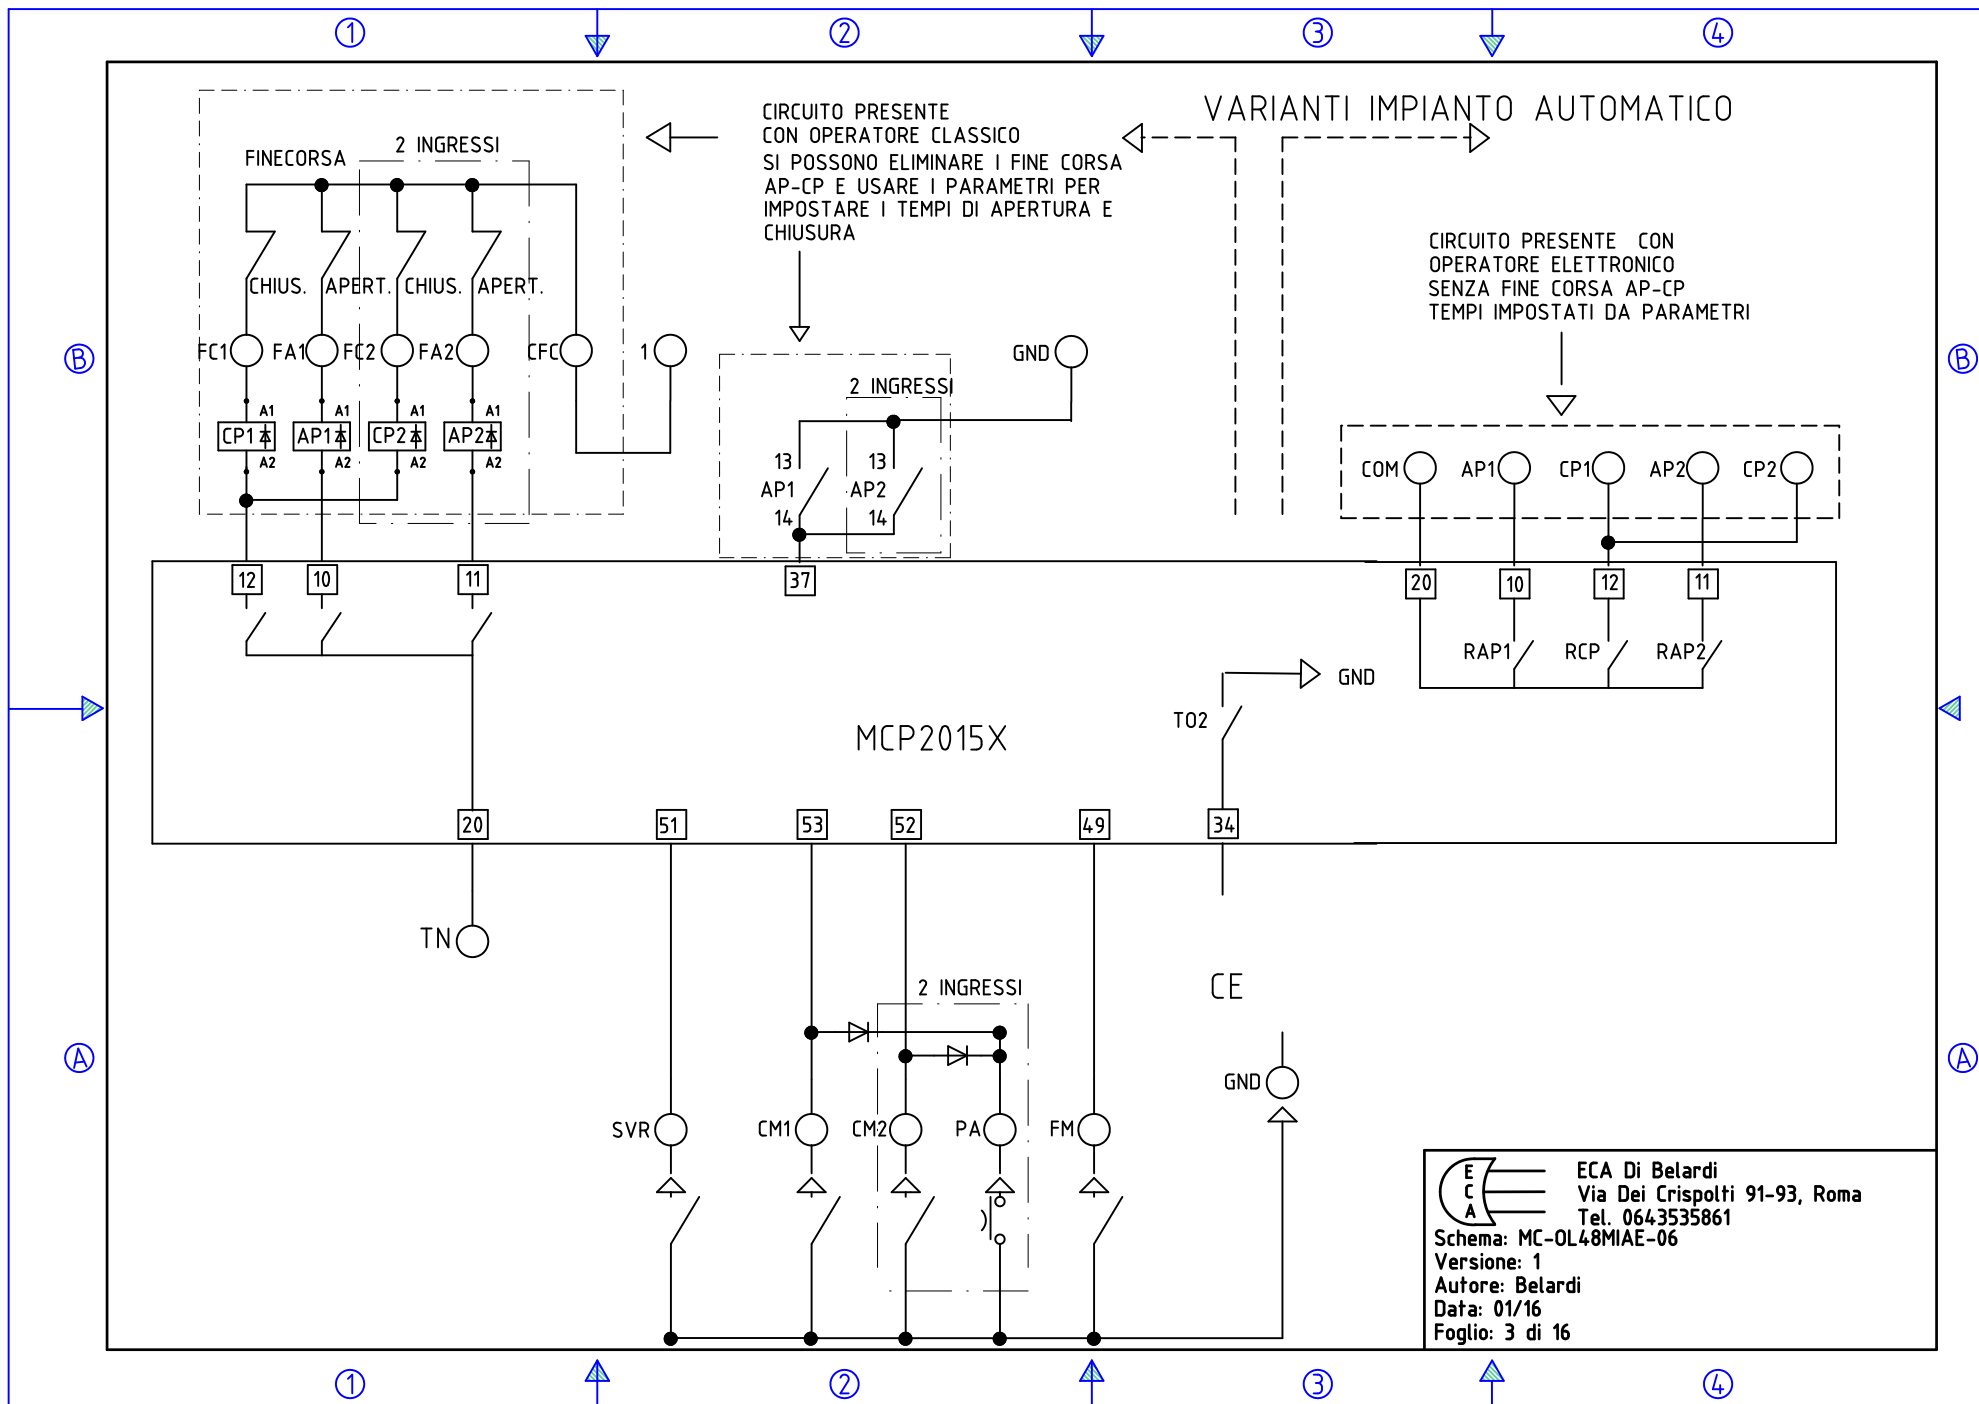 1 2 3 4
VARIANTI IMPIANTO AUTOMATICO
CIRCUITO PRESENTE
CON OPERATORE CLASSICO
SI POSSONO ELIMINARE I FINE CORSA
AP-CP E USARE I PARAMETRI PER
IMPOSTARE I TEMPI DI APERTURA E
CHIUSURA
2 INGRESSI
FINECORSA
CHIUS. APERT. CHIUS. APERT.
CIRCUITO PRESENTE CON
OPERATORE ELETTRONICO
SENZA FINE CORSA AP-CP
TEMPI IMPOSTATI DA PARAMETRI
B FC1 FA1 FC2 FA2 CFC 1 GND B
2 INGRESSI
A1 A1 A1 A1
CP1 AP1 CP2 AP2
A2 A2 A2 A2
13 13
AP1 AP2
14 14
COM AP1 CP1 AP2 CP2
12 10 11 37 20 10 12 11
RAP1 RCP RAP2
GND
TO2
MCP2015X
20 51 53 52 49 34
TN
2 INGRESSI
CE
A GND A
SVR CM1 CM2 PA FM
E
C
A
ECA Di Belardi
Via Dei Crispolti 91-93, Roma
Tel. 0643535861
Schema: MC-OL48MIAE-06
Versione: 1
Autore: Belardi
Data: 01/16
Foglio: 3 di 16
1 2 3 4